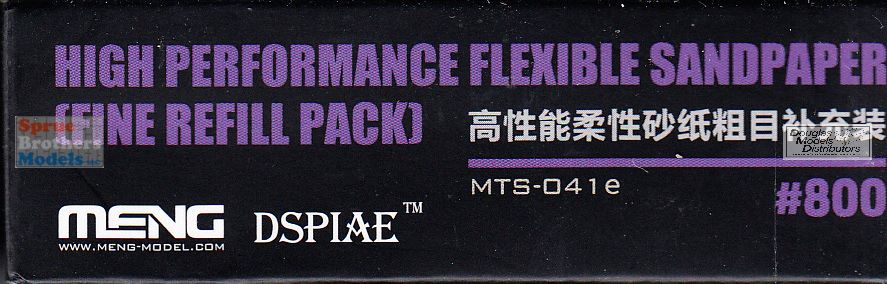 HIGH PERFORMANCE FLEXIBLE SANDPAPER
(FINE REFILL PACK)
高性能柔性砂纸粗目补充装
MTS-041e
#800
MENG
WWW.MENG-MODEL.COM
DSPIAE™
Sprue
Brothers
Models LLC
Douglas
Models
Distributors